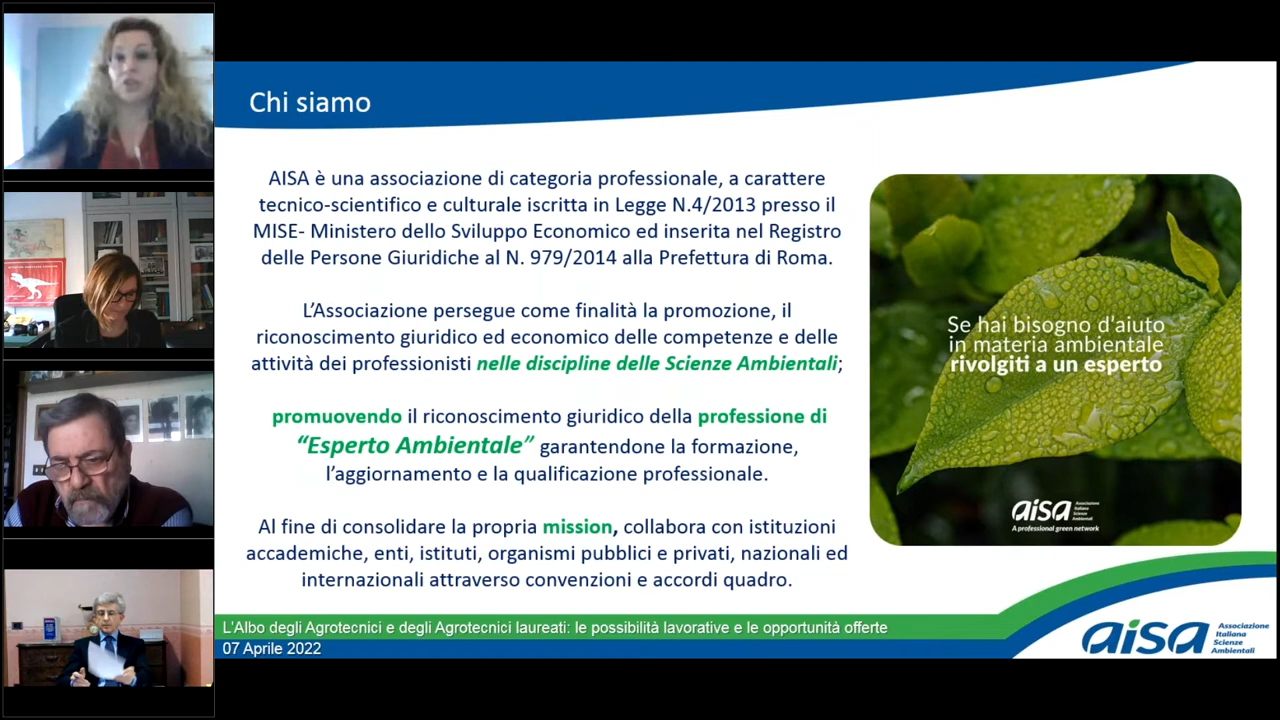 Chi siamo
AISA è una associazione di categoria professionale, a carattere
tecnico-scientifico e culturale iscritta in Legge N.4/2013 presso il
MISE- Ministero dello Sviluppo Economico ed inserita nel Registro
delle Persone Giuridiche al N. 979/2014 alla Prefettura di Roma.
L’Associazione persegue come finalità la promozione, il
riconoscimento giuridico ed economico delle competenze e delle
attività dei professionisti nelle discipline delle Scienze Ambientali;
promuovendo il riconoscimento giuridico della professione di
“Esperto Ambientale” garantendone la formazione,
l’aggiornamento e la qualificazione professionale.
Al fine di consolidare la propria mission, collabora con istituzioni
accademiche, enti, istituti, organismi pubblici e privati, nazionali ed
internazionali attraverso convenzioni e accordi quadro.
Se hai bisogno d’aiuto
in materia ambientale
rivolgiti a un esperto
aisa
Associazione
Italiana
Scienze
Ambientali
A professional green network
L'Albo degli Agrotecnici e degli Agrotecnici laureati: le possibilità lavorative e le opportunità offerte
07 Aprile 2022
aisa
Associazione
Italiana
Scienze
Ambientali